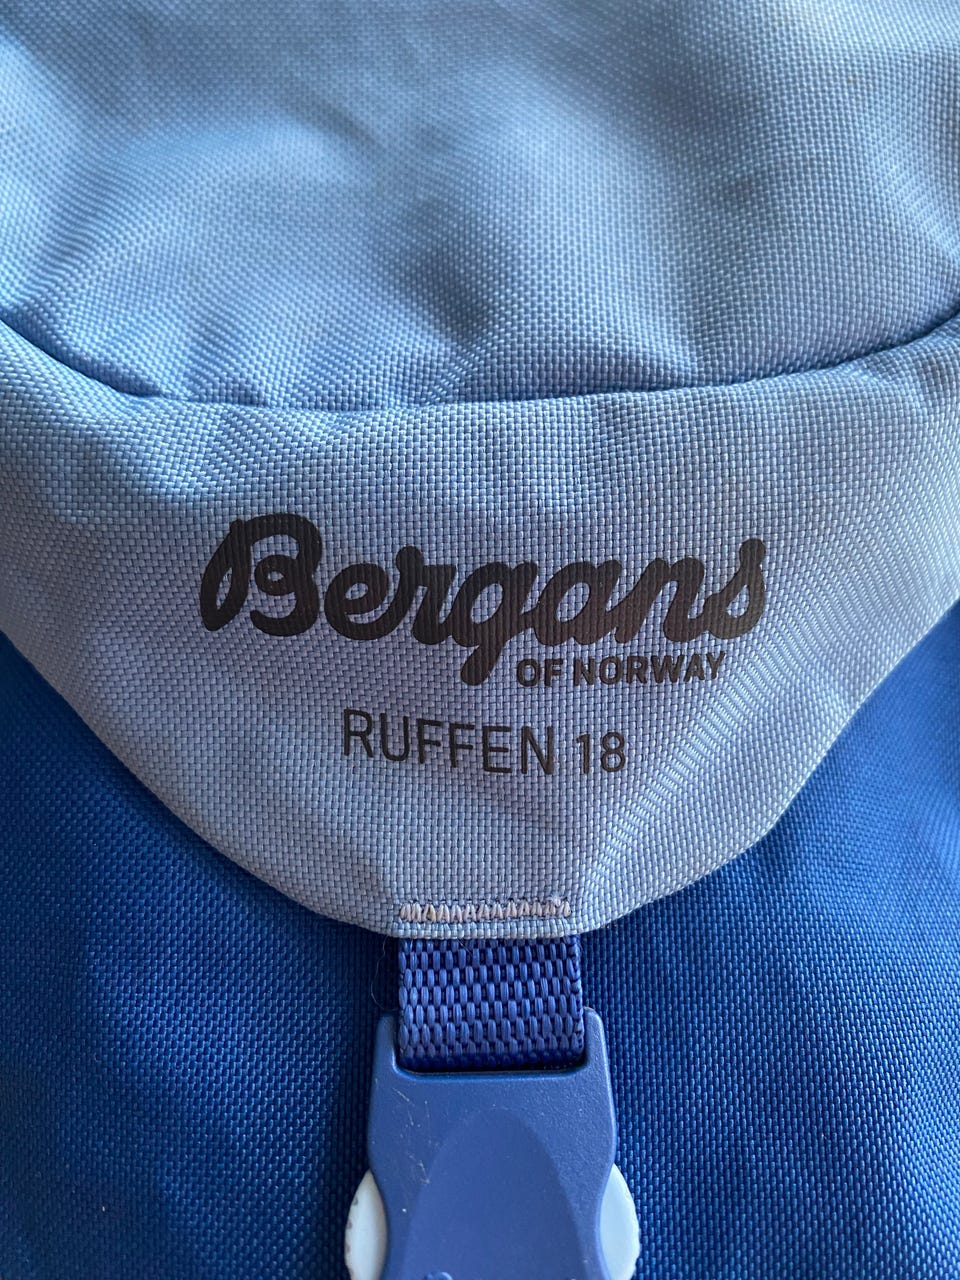 Bergans
OF NORWAY
RUFFEN 18